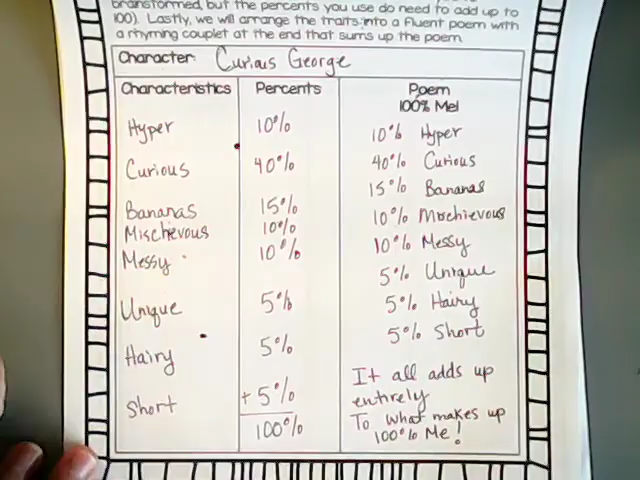 transformed, but the percents you use do need to add up to
100). Lastly, we will arrange the traits into a fluent poem with
a rhyming couplet at the end that sums up the poem.
Character: Curious George
Characteristics Percents Poem
100% Me!
Hyper 10% 10% Hyper
Curious 40% 40% Curious
15% Bananas
Bananas 15%
Mischievous 10% 10% Mischievous
Messy 10% 10% Messy
5% Unique
Unique 5% 5% Hairy
5% Short
Hairy 5%
It all adds up
entirely
Short + 5%
To what makes up
100% 100% Me!